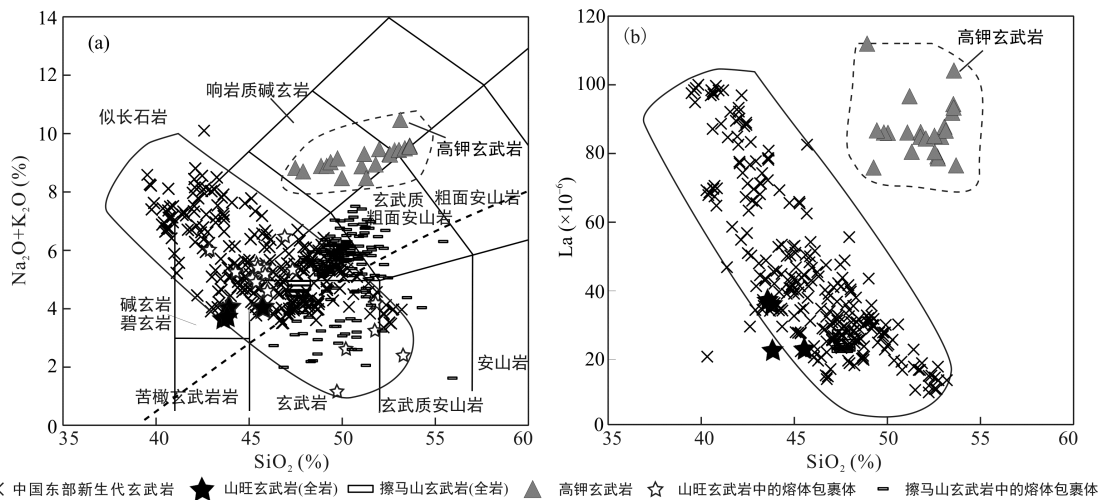 (a)
14
12
10
8
6
4
2
0
35
40
45
50
55
60
Na₂O+K₂O (%)
SiO₂ (%)
响岩质碱玄岩
似长石岩
高钾玄武岩
玄武质
粗面安山岩
粗面安山岩
碱玄岩
碧玄岩
苦橄玄武岩岩
玄武岩
玄武质安山岩
安山岩
(b)
120
100
80
60
40
20
0
35
40
45
50
55
60
La (×10⁻⁶)
SiO₂ (%)
高钾玄武岩
中国东部新生代玄武岩 山旺玄武岩(全岩) 擦马山玄武岩(全岩) 高钾玄武岩 山旺玄武岩中的熔体包裹体 擦马山玄武岩中的熔体包裹体